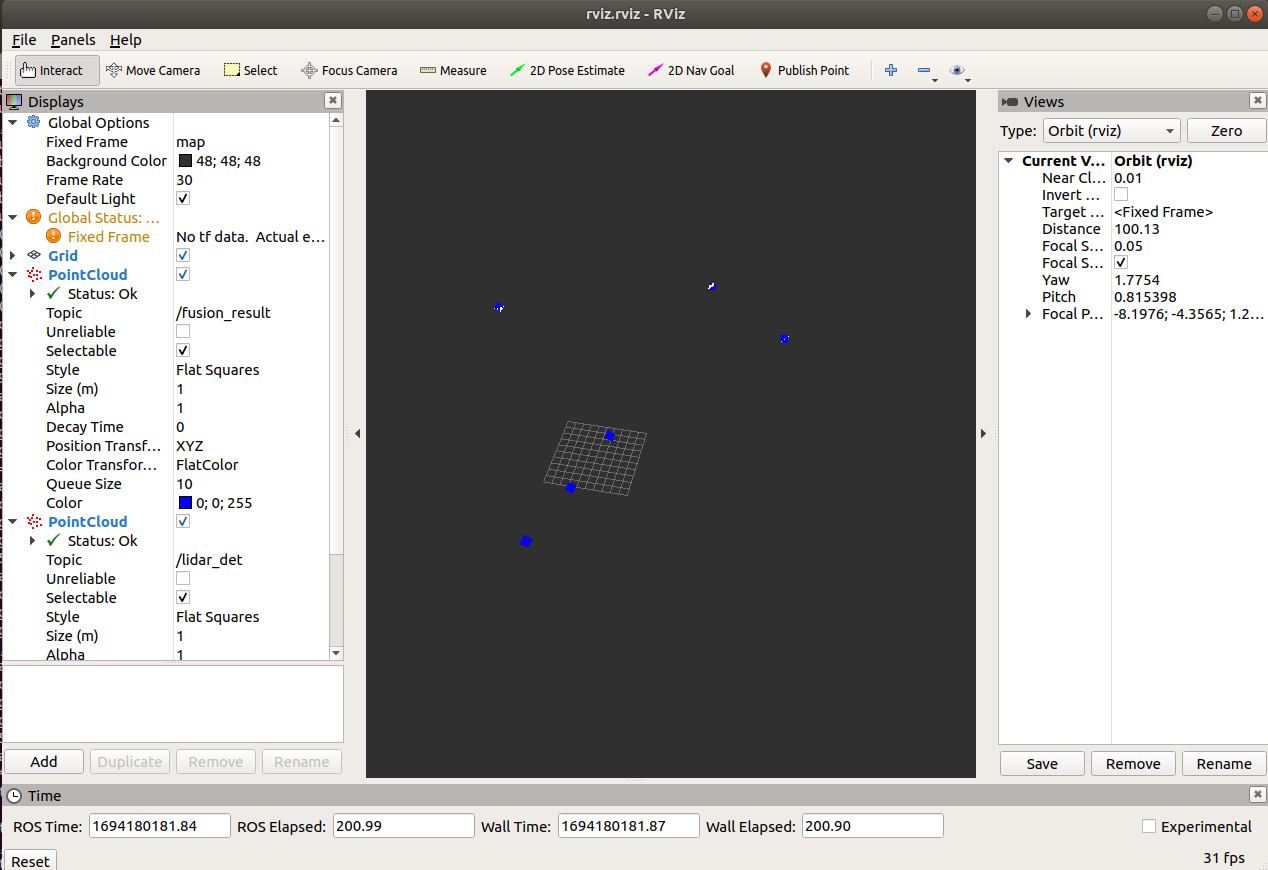 rviz.rviz - RViz
File Panels Help
Interact Move Camera Select Focus Camera Measure 2D Pose Estimate 2D Nav Goal Publish Point
Displays
Global Options
Fixed Frame map
Background Color 48; 48; 48
Frame Rate 30
Default Light
Global Status: ...
Fixed Frame No tf data. Actual e...
Grid
PointCloud
Status: Ok
Topic /fusion_result
Unreliable
Selectable
Style Flat Squares
Size (m) 1
Alpha 1
Decay Time 0
Position Transf... XYZ
Color Transfor... FlatColor
Queue Size 10
Color 0; 0; 255
PointCloud
Status: Ok
Topic /lidar_det
Unreliable
Selectable
Style Flat Squares
Size (m) 1
Alpha 1
Add Duplicate Remove Rename
Views
Type: Orbit (rviz) Zero
Current V... Orbit (rviz)
Near Cl... 0.01
Invert ...
Target ... <Fixed Frame>
Distance 100.13
Focal S... 0.05
Focal S...
Yaw 1.7754
Pitch 0.815398
Focal P... -8.1976; -4.3565; 1.2...
Save Remove Rename
Time
ROS Time: 1694180181.84 ROS Elapsed: 200.99 Wall Time: 1694180181.87 Wall Elapsed: 200.90 Experimental
Reset 31 fps